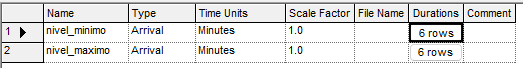 Name Type Time Units Scale Factor File Name Durations Comment
1 nivel_minimo Arrival Minutes 1.0 6 rows
2 nivel_maximo Arrival Minutes 1.0 6 rows